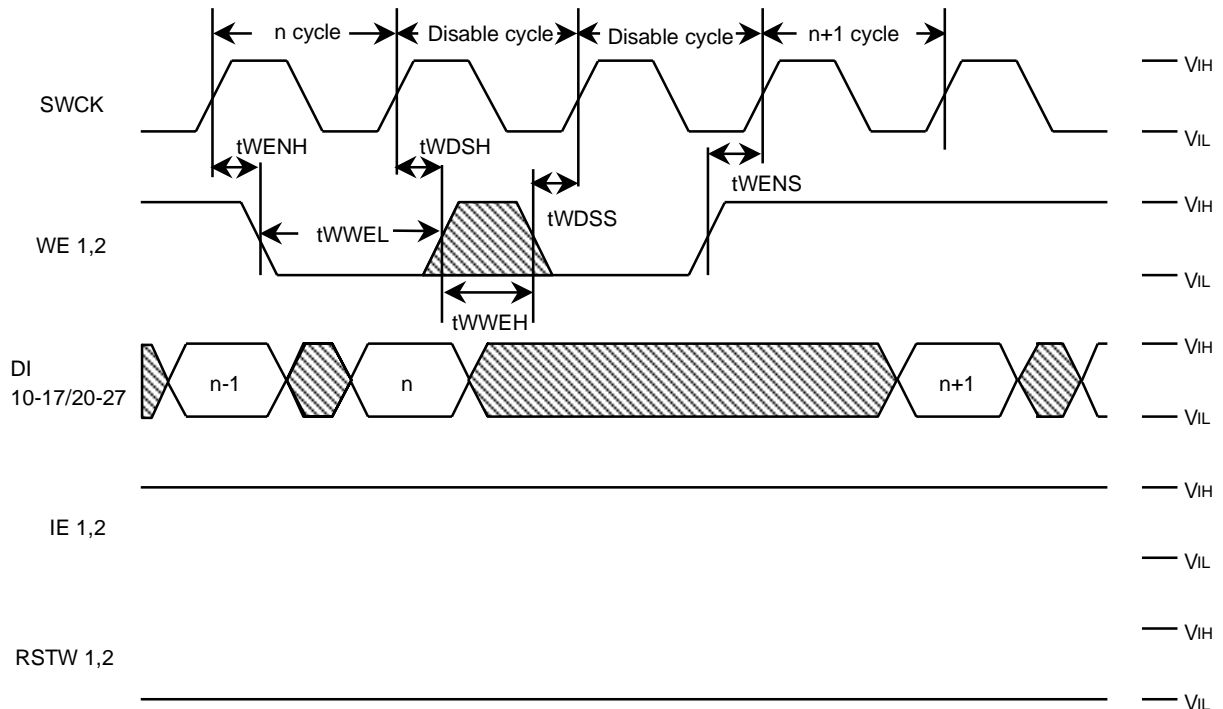 n cycle Disable cycle Disable cycle n+1 cycle
VIH
SWCK
VIL
tWENH tWDSH
tWENS
VIH
tWDSS
tWWEL
WE 1,2
VIL
tWWEH
VIH
DI
10-17/20-27
n-1 n n+1
VIL
VIH
IE 1,2
VIL
VIH
RSTW 1,2
VIL